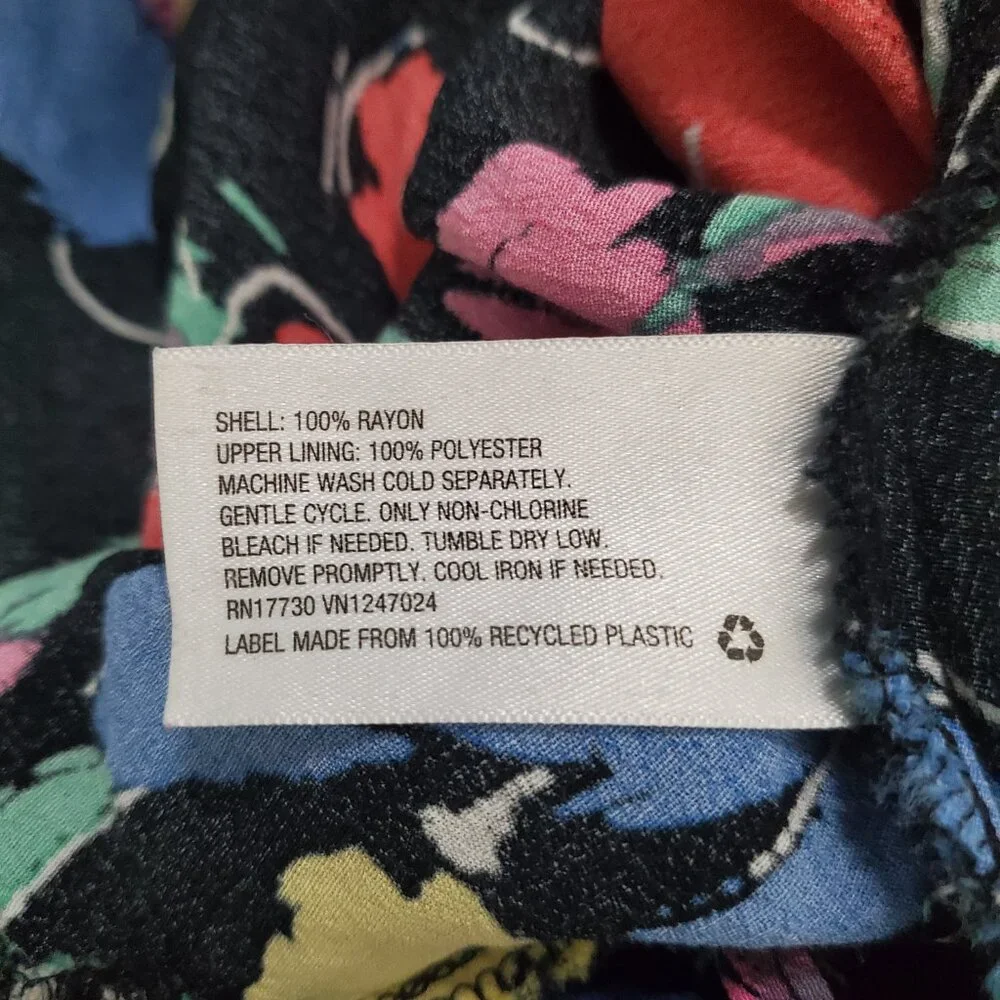 SHELL: 100% RAYON
UPPER LINING: 100% POLYESTER
MACHINE WASH COLD SEPARATELY.
GENTLE CYCLE. ONLY NON-CHLORINE
BLEACH IF NEEDED. TUMBLE DRY LOW.
REMOVE PROMPTLY. COOL IRON IF NEEDED.
RN17730 VN1247024
LABEL MADE FROM 100% RECYCLED PLASTIC